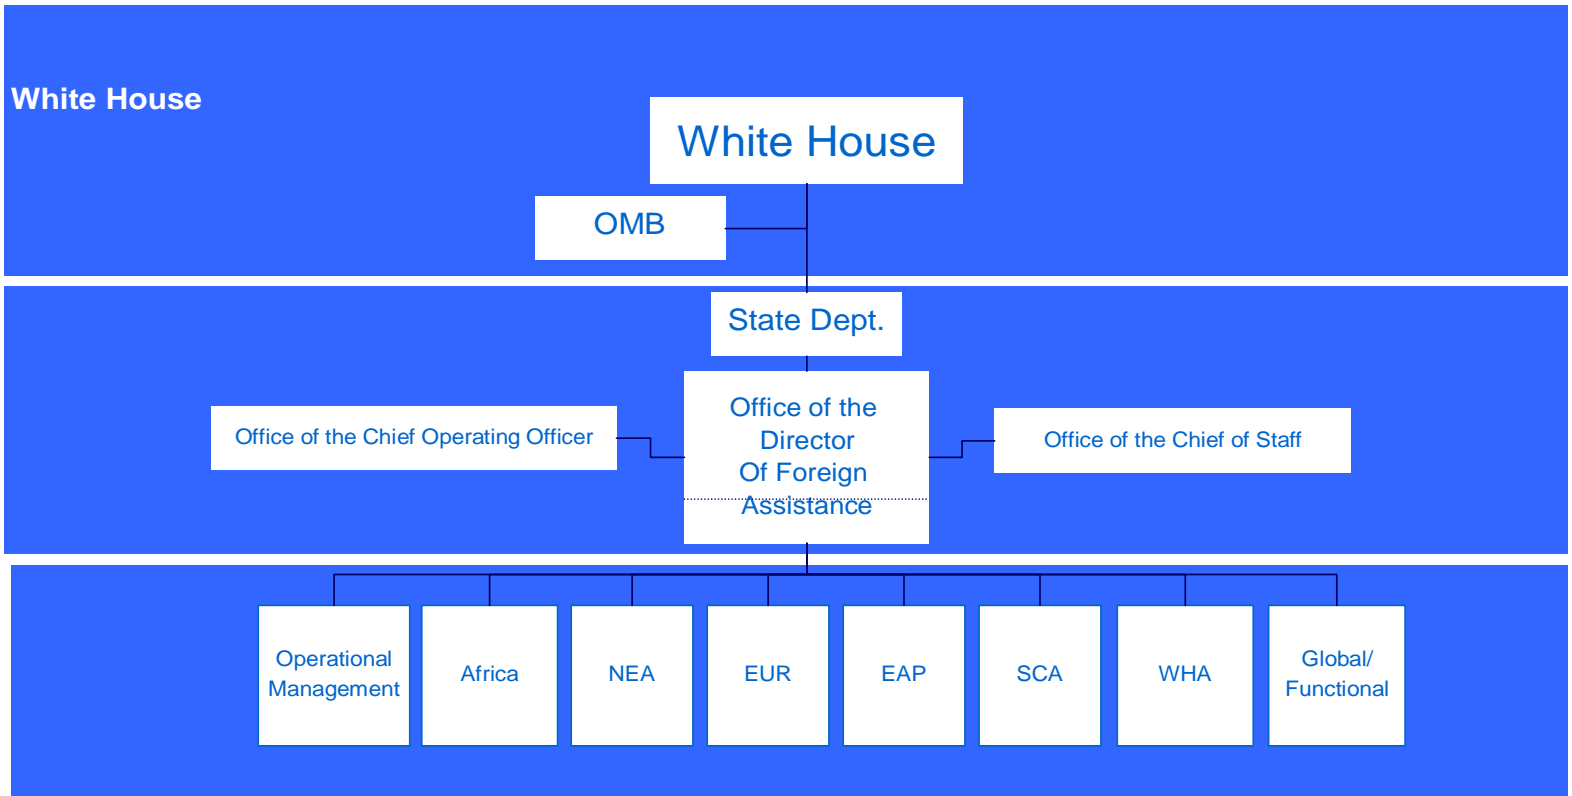 White House
White House
OMB
State Dept.
Office of the
Director
Of Foreign
Assistance
Office of the Chief Operating Officer
Office of the Chief of Staff
Operational
Management
Africa
NEA
EUR
EAP
SCA
WHA
Global/
Functional